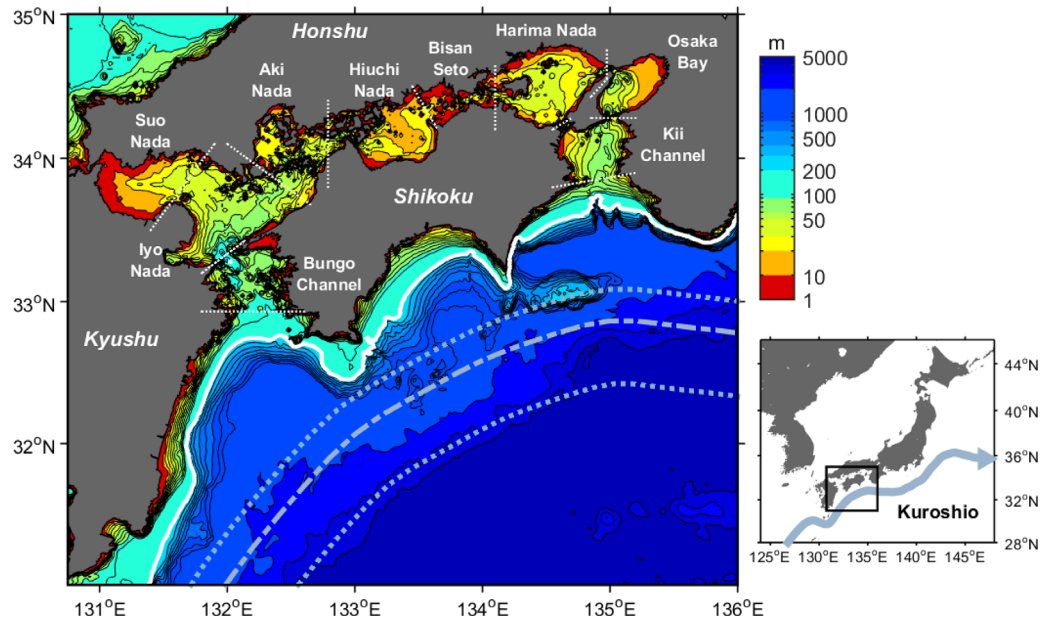 35°N
34°N
33°N
32°N
131°E
132°E
133°E
134°E
135°E
136°E
Honshu
Harima Nada
Osaka
Bay
Bisan
Seto
Aki
Nada
Hiuchi
Nada
Suo
Nada
Kii
Channel
Shikoku
Iyo
Nada
Bungo
Channel
Kyushu
m
5000
1000
500
200
100
50
10
1
44°N
40°N
36°N
32°N
28°N
Kuroshio
125°E
130°E
135°E
140°E
145°E